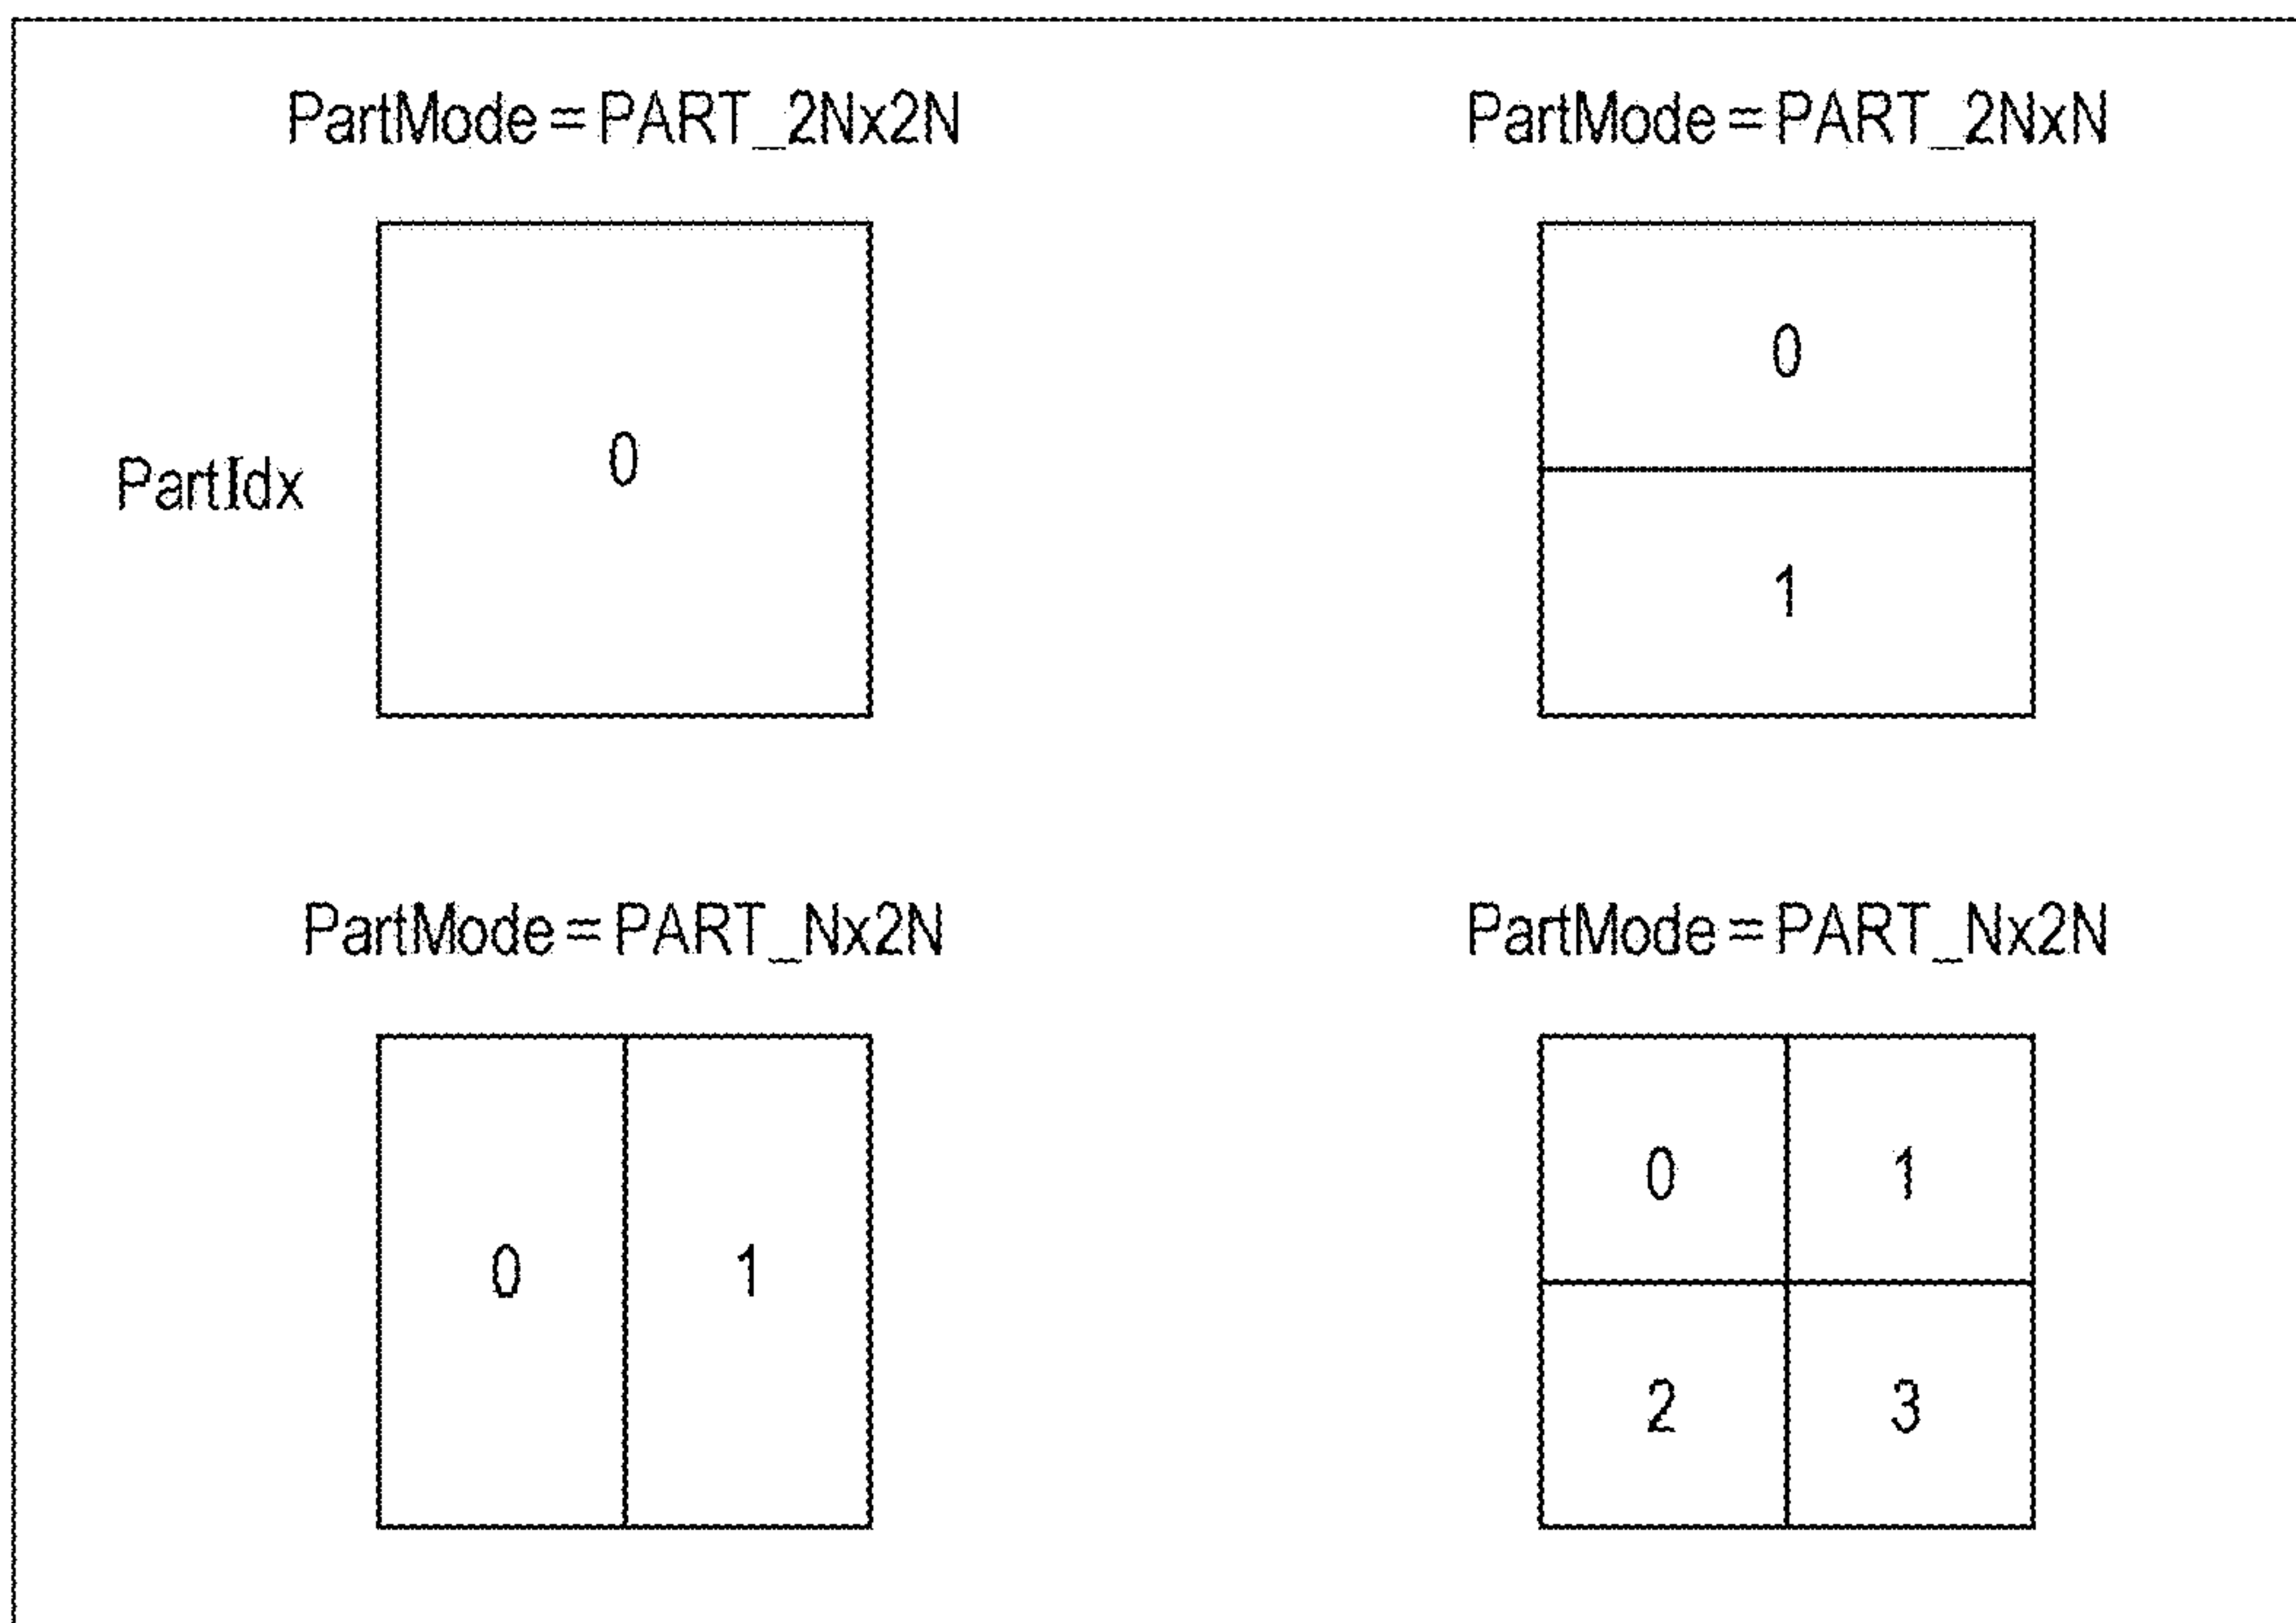 PartMode = PART_2Nx2N
PartMode = PART_2NxN
PartIdx
0
0
1
PartMode = PART_Nx2N
PartMode = PART_Nx2N
0
1
0
1
2
3